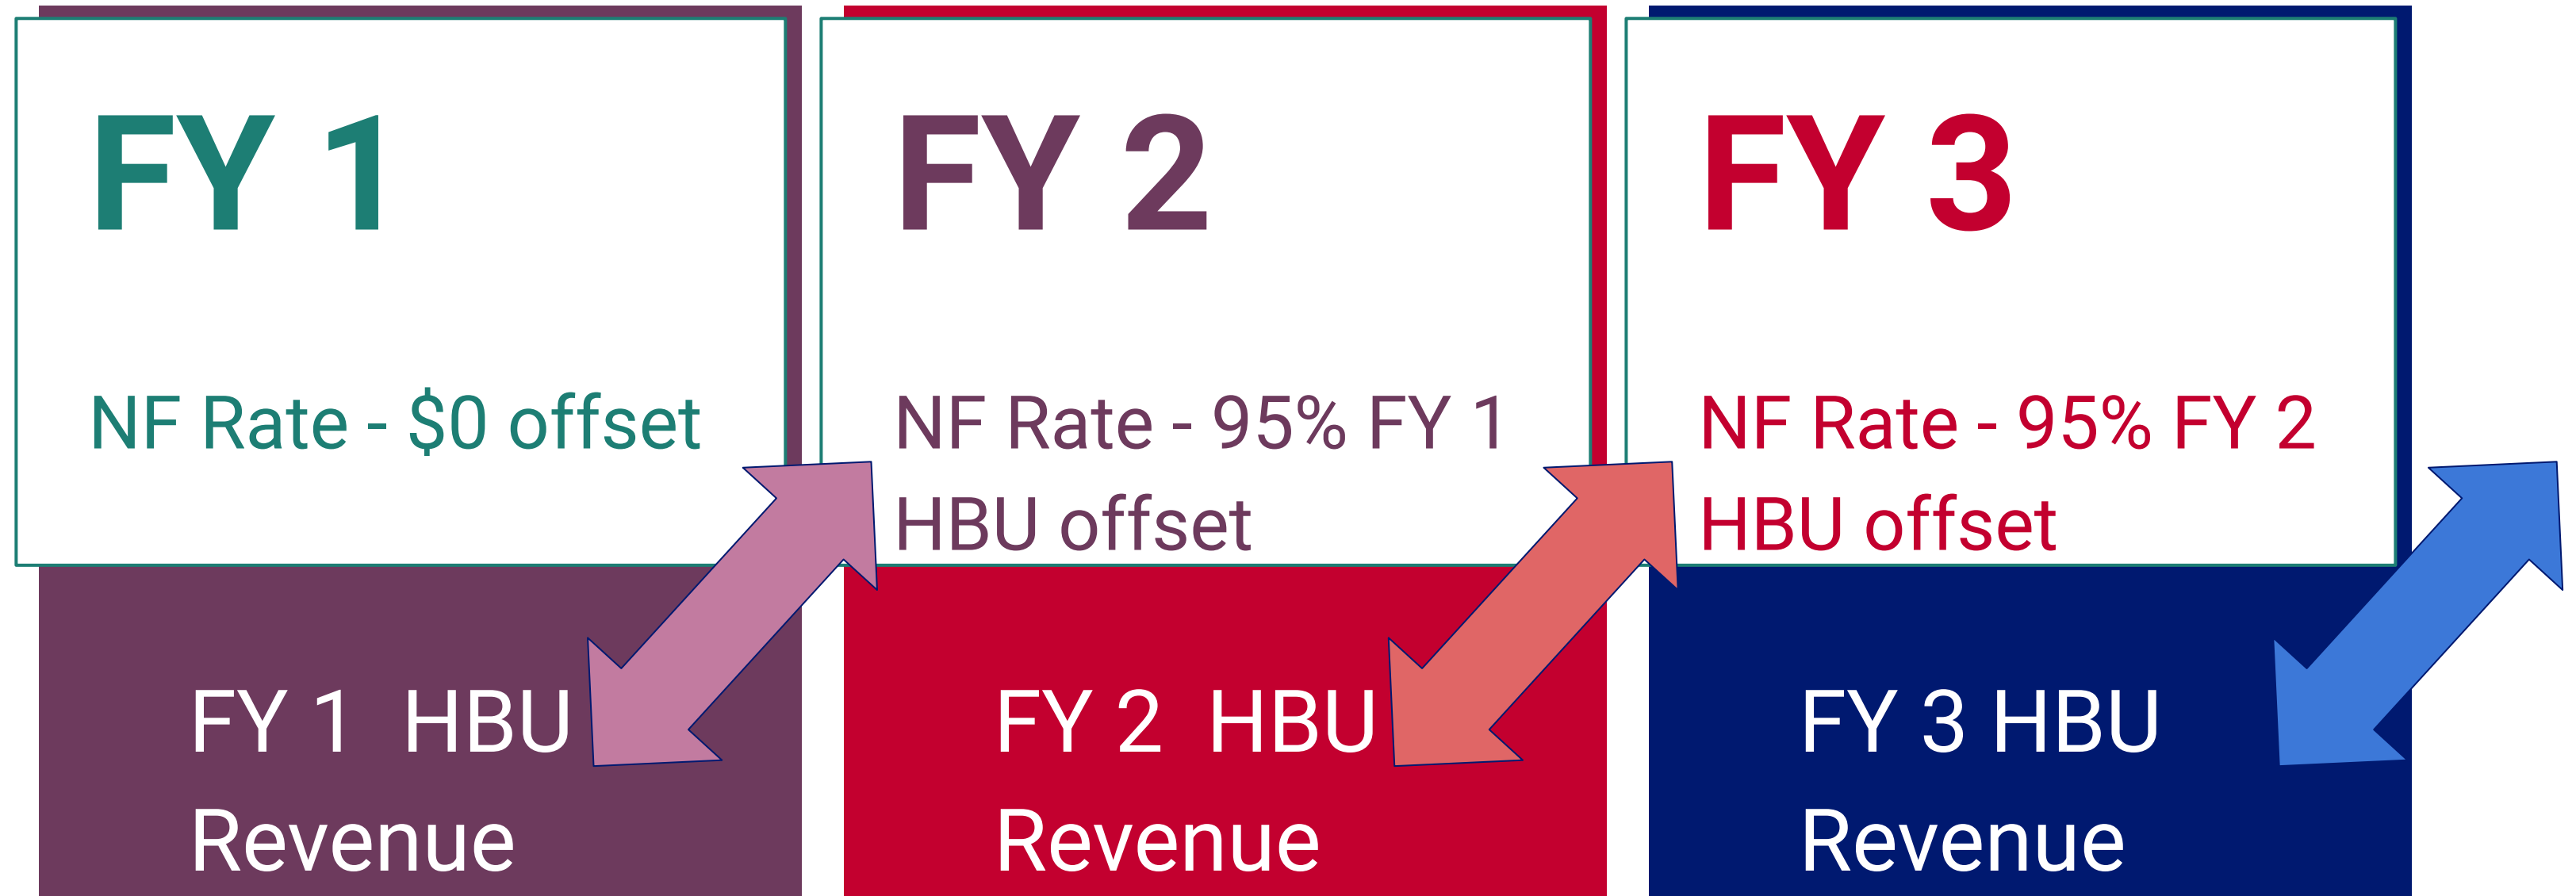 FY 1
NF Rate - $0 offset
FY 1 HBU
Revenue
FY 2
NF Rate - 95% FY 1
HBU offset
FY 2 HBU
Revenue
FY 3
NF Rate - 95% FY 2
HBU offset
FY 3 HBU
Revenue